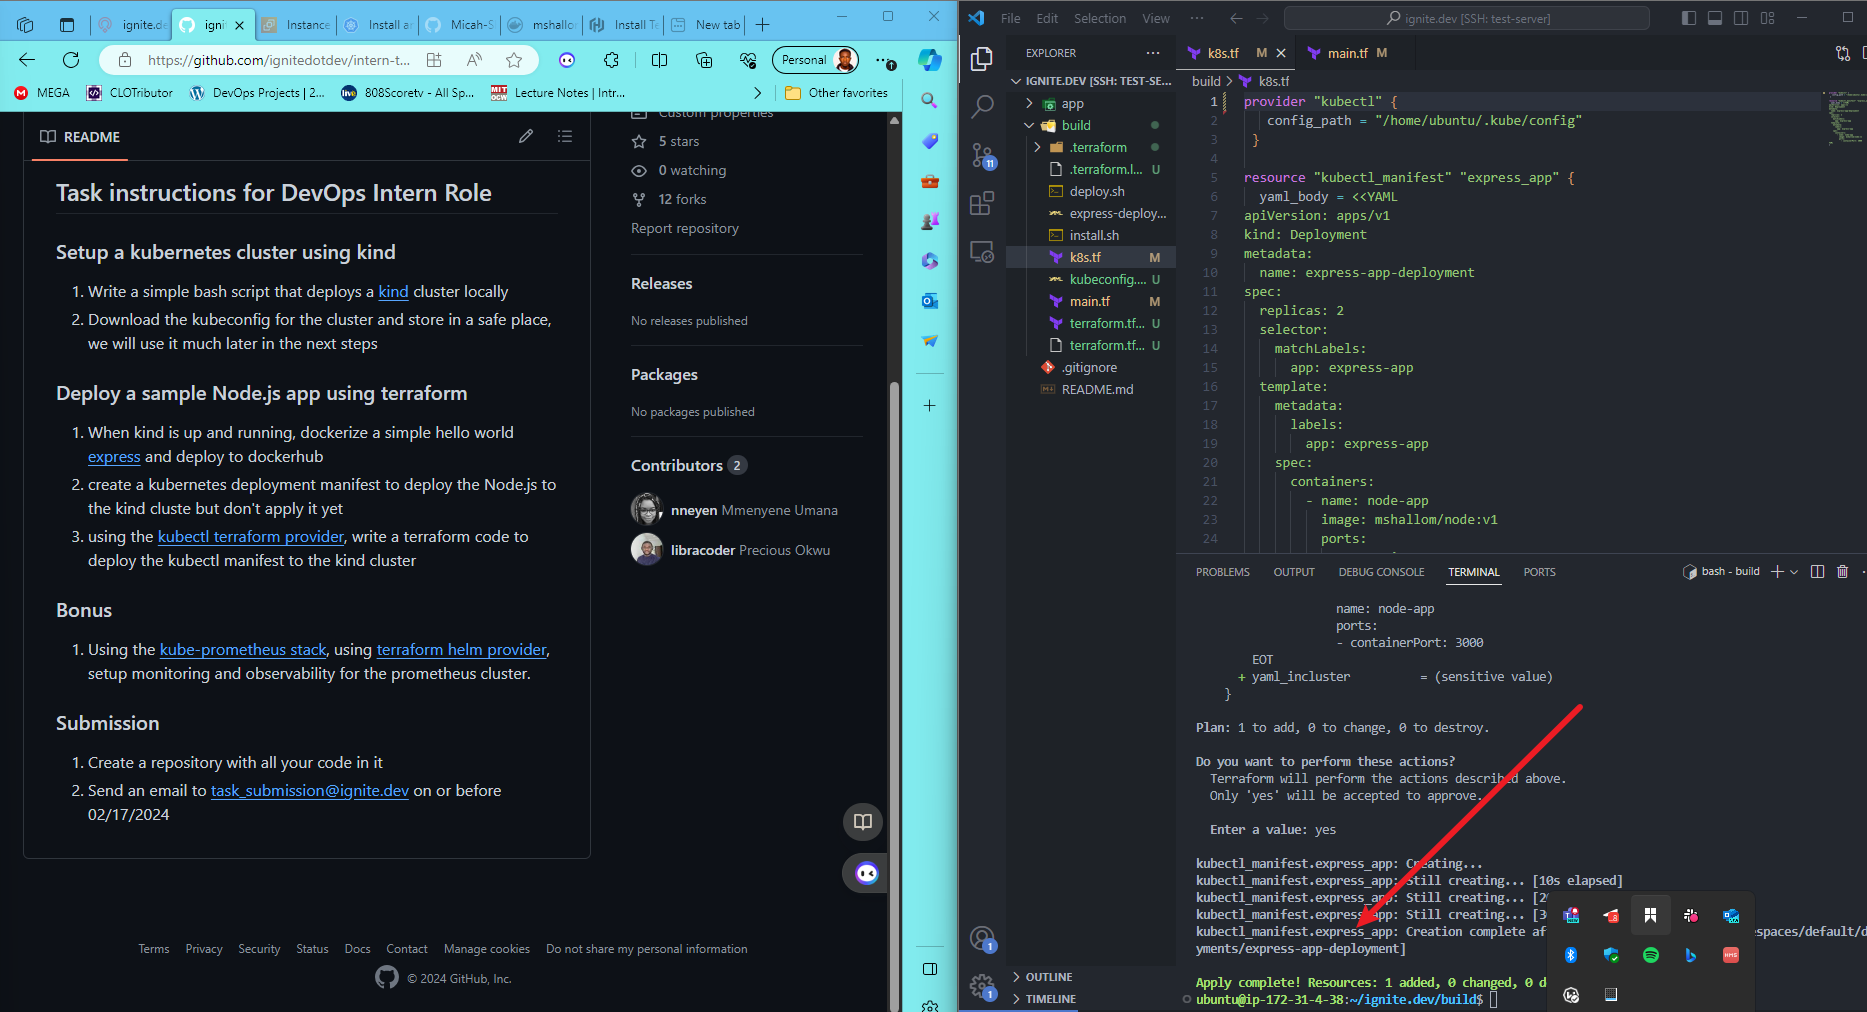 ignite.de
igni
Instance
Install ar
Micah-S
mshallo
Install Te
New tab
https://github.com/ignitedotdev/intern-t...
Personal
MEGA
CLOTributor
DevOps Projects | 2...
808Scoretv - All Sp...
Lecture Notes | Intr...
Other favorites
README
Task instructions for DevOps Intern Role
Setup a kubernetes cluster using kind
1. Write a simple bash script that deploys a kind cluster locally
2. Download the kubeconfig for the cluster and store in a safe place,
we will use it much later in the next steps
Deploy a sample Node.js app using terraform
1. When kind is up and running, dockerize a simple hello world
express and deploy to dockerhub
2. create a kubernetes deployment manifest to deploy the Node.js to
the kind cluste but don't apply it yet
3. using the kubectl terraform provider, write a terraform code to
deploy the kubectl manifest to the kind cluster
Bonus
1. Using the kube-prometheus stack, using terraform helm provider,
setup monitoring and observability for the prometheus cluster.
Submission
1. Create a repository with all your code in it
2. Send an email to task_submission@ignite.dev on or before
02/17/2024
Custom properties
5 stars
0 watching
12 forks
Report repository
Releases
No releases published
Packages
No packages published
Contributors 2
nneyen Mmenyene Umana
libracoder Precious Okwu
Terms
Privacy
Security
Status
Docs
Contact
Manage cookies
Do not share my personal information
© 2024 GitHub, Inc.
File
Edit
Selection
View
ignite.dev [SSH: test-server]
EXPLORER
IGNITE.DEV [SSH: TEST-SE...
app
build
.terraform
.terraform.l... U
deploy.sh
express-deploy...
install.sh
k8s.tf M
kubeconfig.... U
main.tf M
terraform.tf... U
terraform.tf... U
.gitignore
README.md
OUTLINE
TIMELINE
11
1
1
k8s.tf M
main.tf M
build > k8s.tf
1 provider "kubectl" {
2 config_path = "/home/ubuntu/.kube/config"
3 }
4
5 resource "kubectl_manifest" "express_app" {
6 yaml_body = <<YAML
7 apiVersion: apps/v1
8 kind: Deployment
9 metadata:
10 name: express-app-deployment
11 spec:
12 replicas: 2
13 selector:
14 matchLabels:
15 app: express-app
16 template:
17 metadata:
18 labels:
19 app: express-app
20 spec:
21 containers:
22 - name: node-app
23 image: mshallom/node:v1
24 ports:
PROBLEMS
OUTPUT
DEBUG CONSOLE
TERMINAL
PORTS
bash - build
name: node-app
ports:
- containerPort: 3000
EOT
+ yaml_incluster = (sensitive value)
}
Plan: 1 to add, 0 to change, 0 to destroy.
Do you want to perform these actions?
Terraform will perform the actions described above.
Only 'yes' will be accepted to approve.
Enter a value: yes
kubectl_manifest.express_app: Creating...
kubectl_manifest.express_app: Still creating... [10s elapsed]
kubectl_manifest.express_app: Still creating... [2
kubectl_manifest.express_app: Still creating... [3
kubectl_manifest.express_app: Creation complete af espaces/default/d
yments/express-app-deployment]
Apply complete! Resources: 1 added, 0 changed, 0 d
ubuntu@ip-172-31-4-38:~/ignite.dev/build$